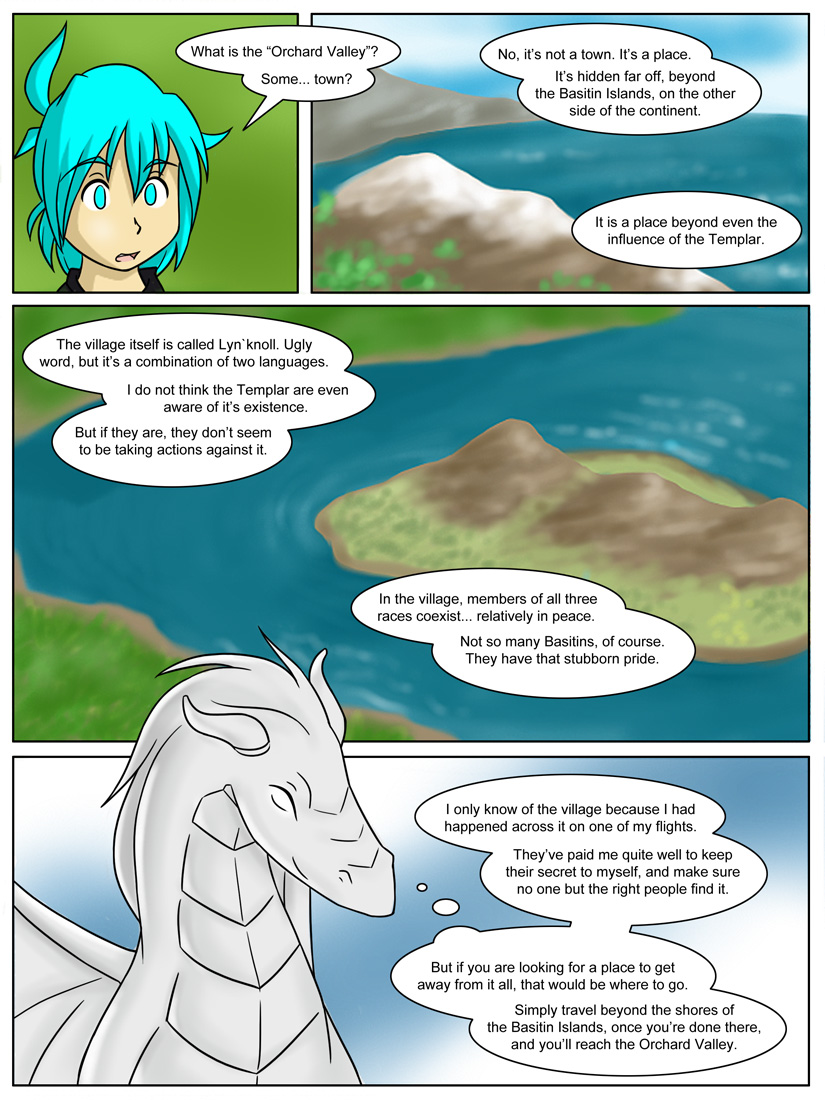 What is the “Orchard Valley”?
Some... town?
No, it’s not a town. It’s a place.
It’s hidden far off, beyond
the Basitin Islands, on the other
side of the continent.
It is a place beyond even the
influence of the Templar.
The village itself is called Lyn`knoll. Ugly
word, but it’s a combination of two languages.
I do not think the Templar are even
aware of it’s existence.
But if they are, they don’t seem
to be taking actions against it.
In the village, members of all three
races coexist... relatively in peace.
Not so many Basitins, of course.
They have that stubborn pride.
I only know of the village because I had
happened across it on one of my flights.
They’ve paid me quite well to keep
their secret to myself, and make sure
no one but the right people find it.
But if you are looking for a place to get
away from it all, that would be where to go.
Simply travel beyond the shores of
the Basitin Islands, once you’re done there,
and you’ll reach the Orchard Valley.